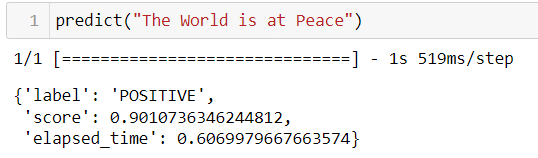 1 predict("The World is at Peace")
1/1 [==============================] - 1s 519ms/step
{'label': 'POSITIVE',
'score': 0.9010736346244812,
'elapsed_time': 0.6069979667663574}